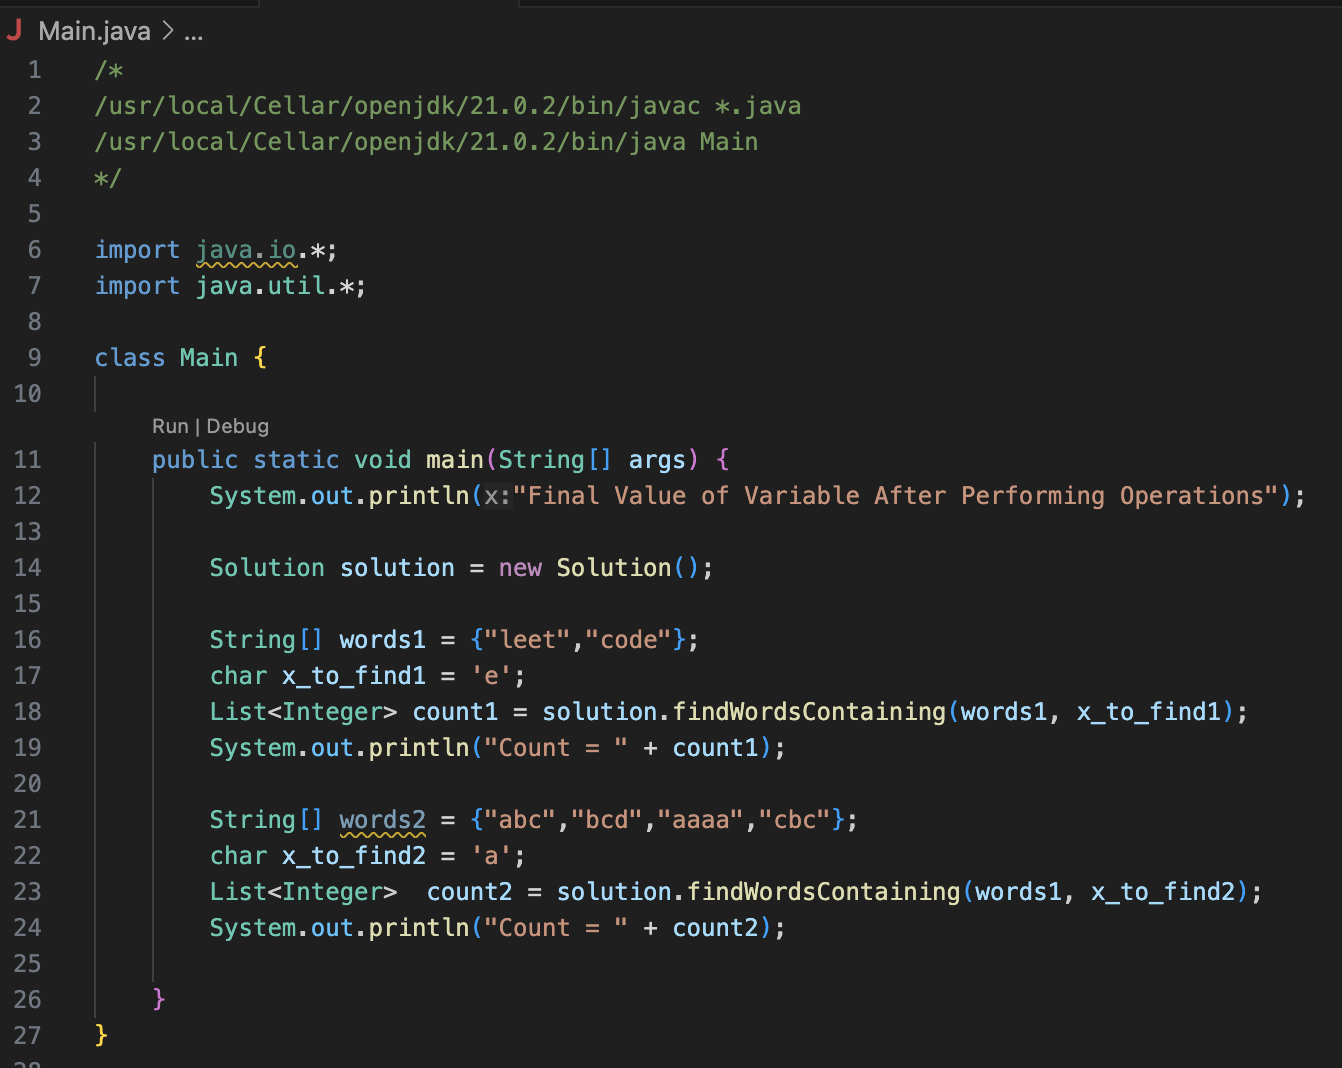 J Main.java > ...
1 /*
2 /usr/local/Cellar/openjdk/21.0.2/bin/javac *.java
3 /usr/local/Cellar/openjdk/21.0.2/bin/java Main
4 */
5
6 import java.io.*;
7 import java.util.*;
8
9 class Main {
10
Run | Debug
11 public static void main(String[] args) {
12 System.out.println(x:"Final Value of Variable After Performing Operations");
13
14 Solution solution = new Solution();
15
16 String[] words1 = {"leet","code"};
17 char x_to_find1 = 'e';
18 List<Integer> count1 = solution.findWordsContaining(words1, x_to_find1);
19 System.out.println("Count = " + count1);
20
21 String[] words2 = {"abc","bcd","aaaa","cbc"};
22 char x_to_find2 = 'a';
23 List<Integer>  count2 = solution.findWordsContaining(words1, x_to_find2);
24 System.out.println("Count = " + count2);
25
26 }
27 }
28